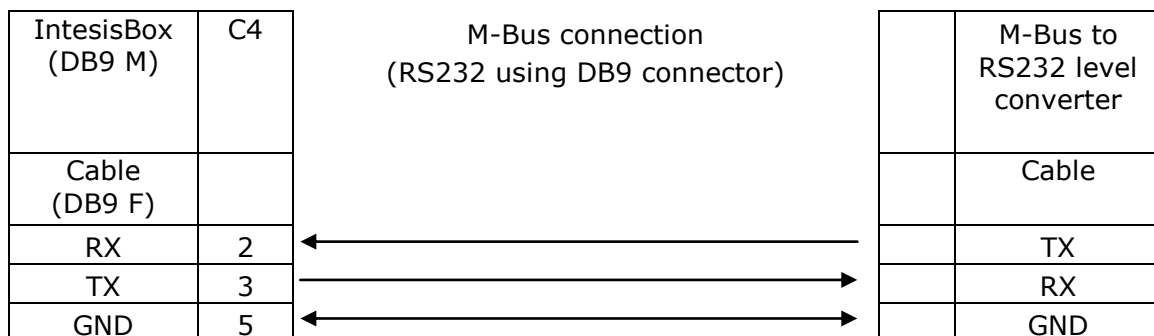 IntesisBox
(DB9 M)
C4
M-Bus connection
(RS232 using DB9 connector)
M-Bus to
RS232 level
converter
Cable
(DB9 F)
Cable
RX 2 TX
TX 3 RX
GND 5 GND